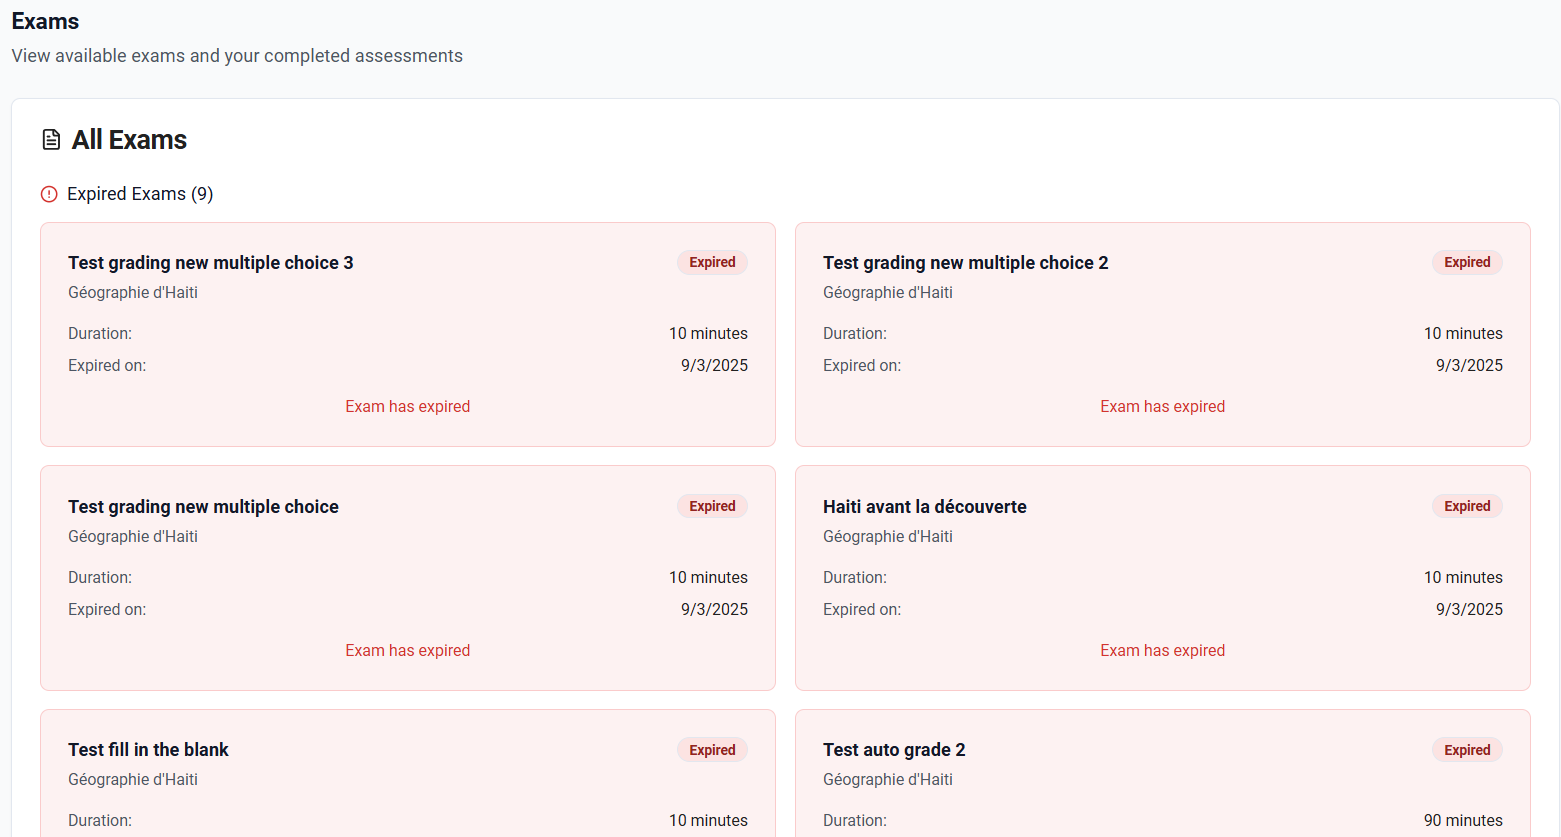 Exams
View available exams and your completed assessments
All Exams
Expired Exams (9)
Test grading new multiple choice 3
Expired
Géographie d'Haiti
Duration:
10 minutes
Expired on:
9/3/2025
Exam has expired
Test grading new multiple choice 2
Expired
Géographie d'Haiti
Duration:
10 minutes
Expired on:
9/3/2025
Exam has expired
Test grading new multiple choice
Expired
Géographie d'Haiti
Duration:
10 minutes
Expired on:
9/3/2025
Exam has expired
Haiti avant la découverte
Expired
Géographie d'Haiti
Duration:
10 minutes
Expired on:
9/3/2025
Exam has expired
Test fill in the blank
Expired
Géographie d'Haiti
Duration:
10 minutes
Test auto grade 2
Expired
Géographie d'Haiti
Duration:
90 minutes